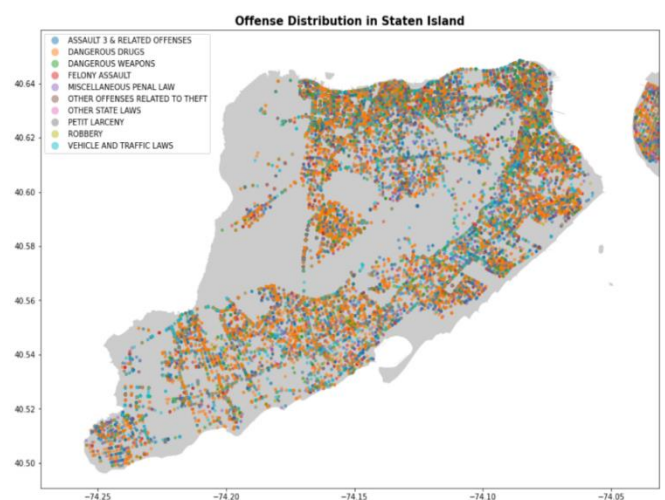 Offense Distribution in Staten Island
ASSAULT 3 & RELATED OFFENSES
DANGEROUS DRUGS
DANGEROUS WEAPONS
FELONY ASSAULT
MISCELLANEOUS PENAL LAW
OTHER OFFENSES RELATED TO THEFT
OTHER STATE LAWS
PETIT LARCENY
ROBBERY
VEHICLE AND TRAFFIC LAWS
40.64
40.62
40.60
40.58
40.56
40.54
40.52
40.50
−74.25
−74.20
−74.15
−74.10
−74.05